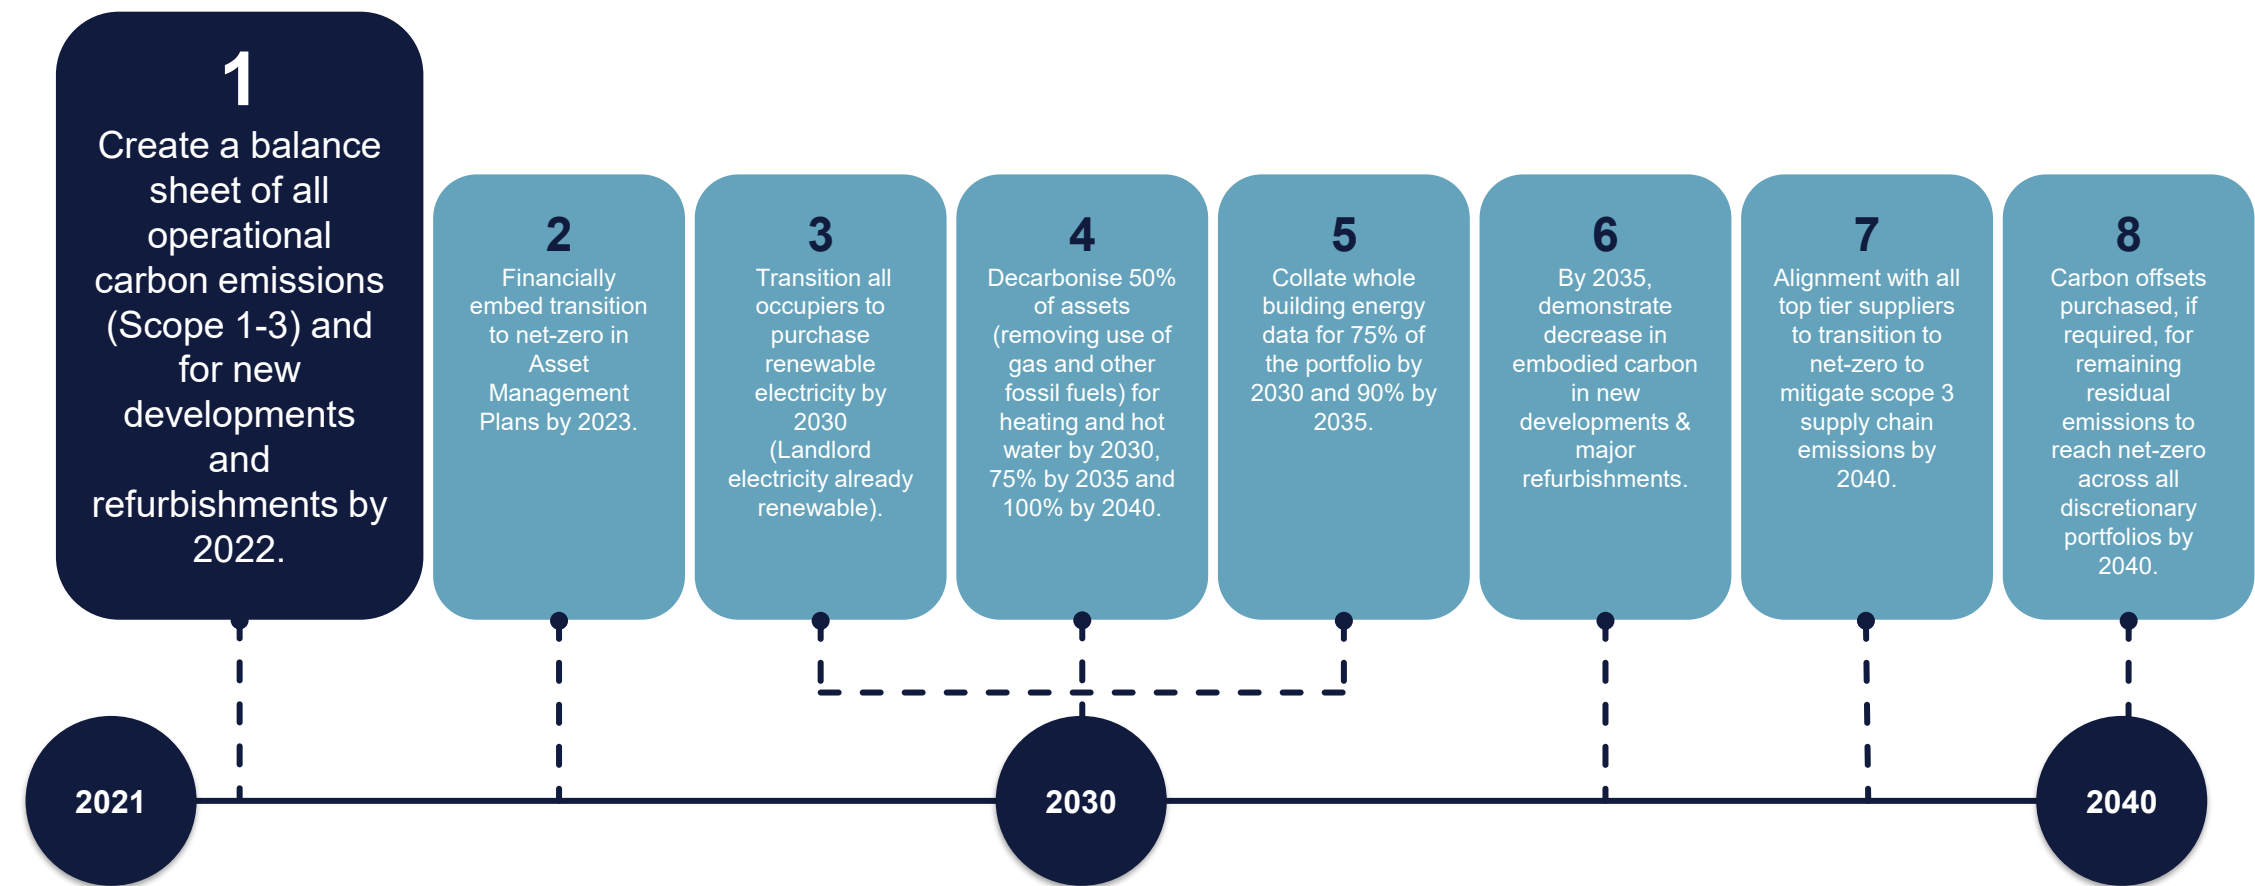 1
Create a balance
sheet of all
operational
carbon emissions
(Scope 1-3) and
for new
developments
and
refurbishments by
2022.
2
Financially
embed transition
to net-zero in
Asset
Management
Plans by 2023.
3
Transition all
occupiers to
purchase
renewable
electricity by
2030
(Landlord
electricity already
renewable).
4
Decarbonise 50%
of assets
(removing use of
gas and other
fossil fuels) for
heating and hot
water by 2030,
75% by 2035 and
100% by 2040.
5
Collate whole
building energy
data for 75% of
the portfolio by
2030 and 90% by
2035.
6
By 2035,
demonstrate
decrease in
embodied carbon
in new
developments &
major
refurbishments.
7
Alignment with all
top tier suppliers
to transition to
net-zero to
mitigate scope 3
supply chain
emissions by
2040.
8
Carbon offsets
purchased, if
required, for
remaining
residual
emissions to
reach net-zero
across all
discretionary
portfolios by
2040.
2021
2030
2040